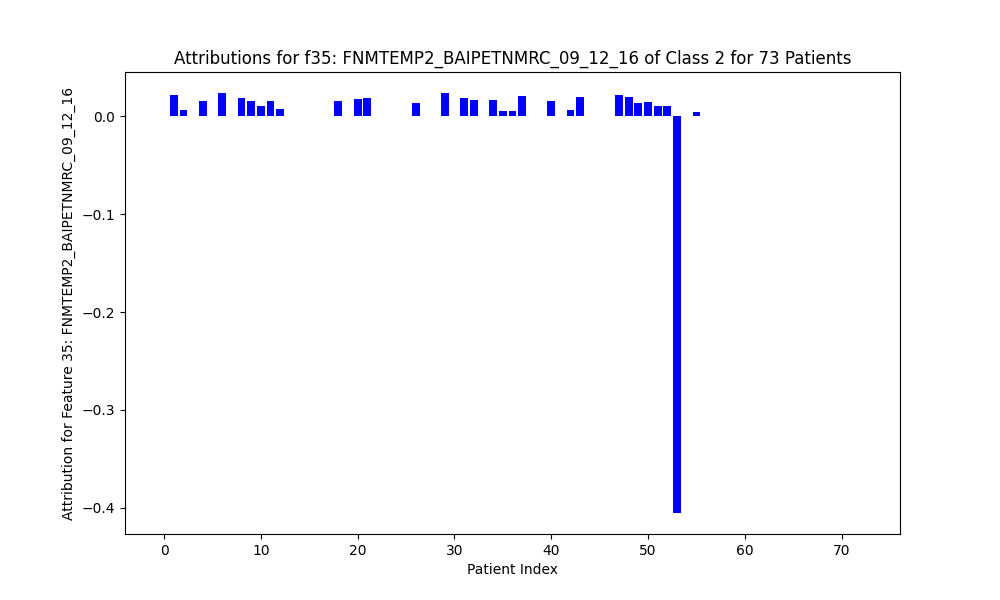 Attributions for f35: FNMTEMP2_BAIPETNMRC_09_12_16 of Class 2 for 73 Patients
Attribution for Feature 35: FNMTEMP2_BAIPETNMRC_09_12_16
0.0
−0.1
−0.2
−0.3
−0.4
0 10 20 30 40 50 60 70
Patient Index